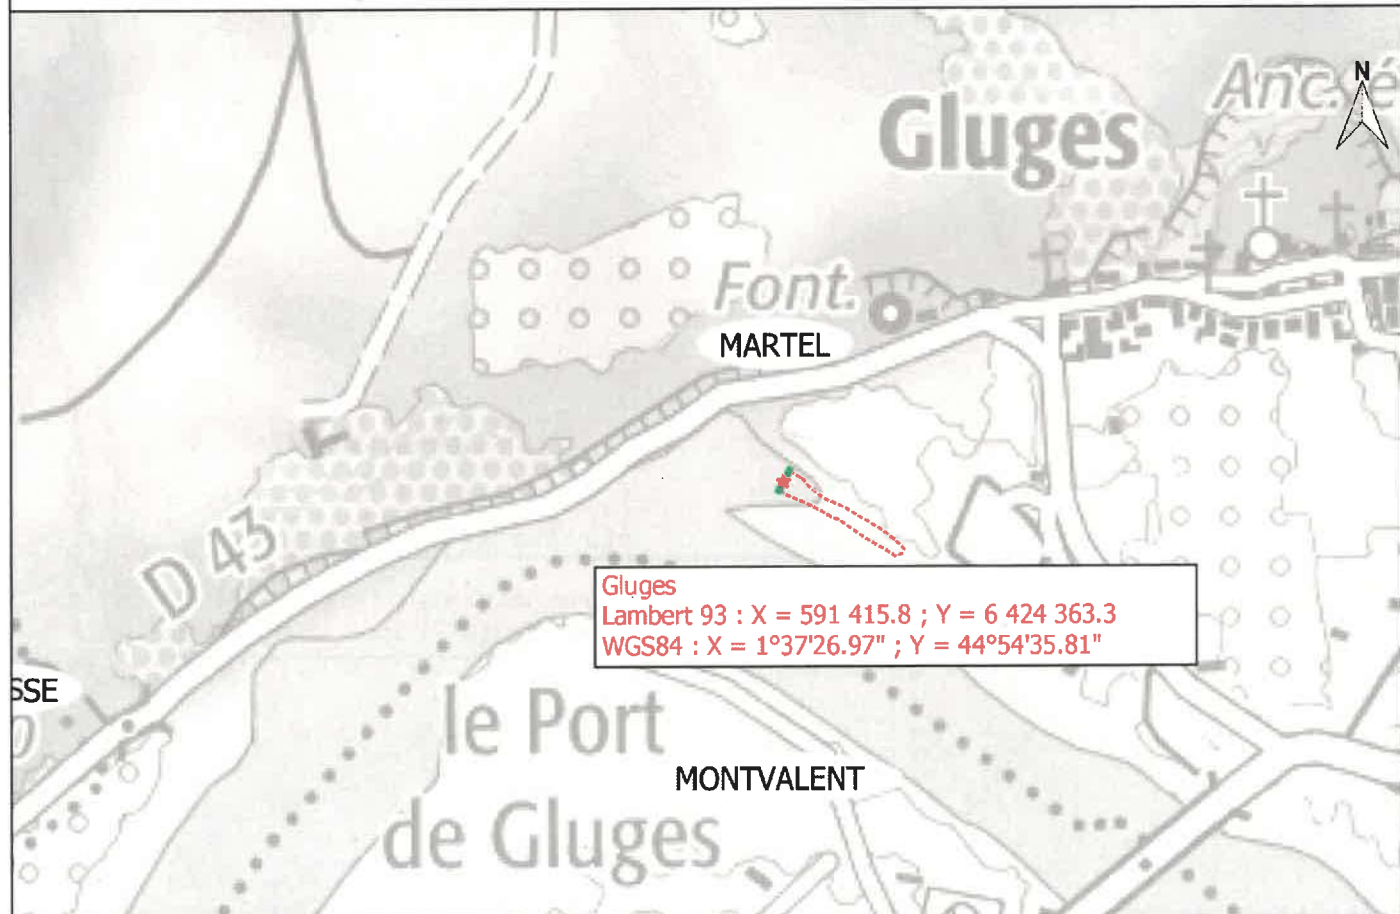 N
Anc. é
Gluges
Font.
MARTEL
D 43
Gluges
Lambert 93 : X = 591 415.8 ; Y = 6 424 363.3
WGS84 : X = 1°37'26.97" ; Y = 44°54'35.81"
SSE
le Port
de Gluges
MONTVALENT